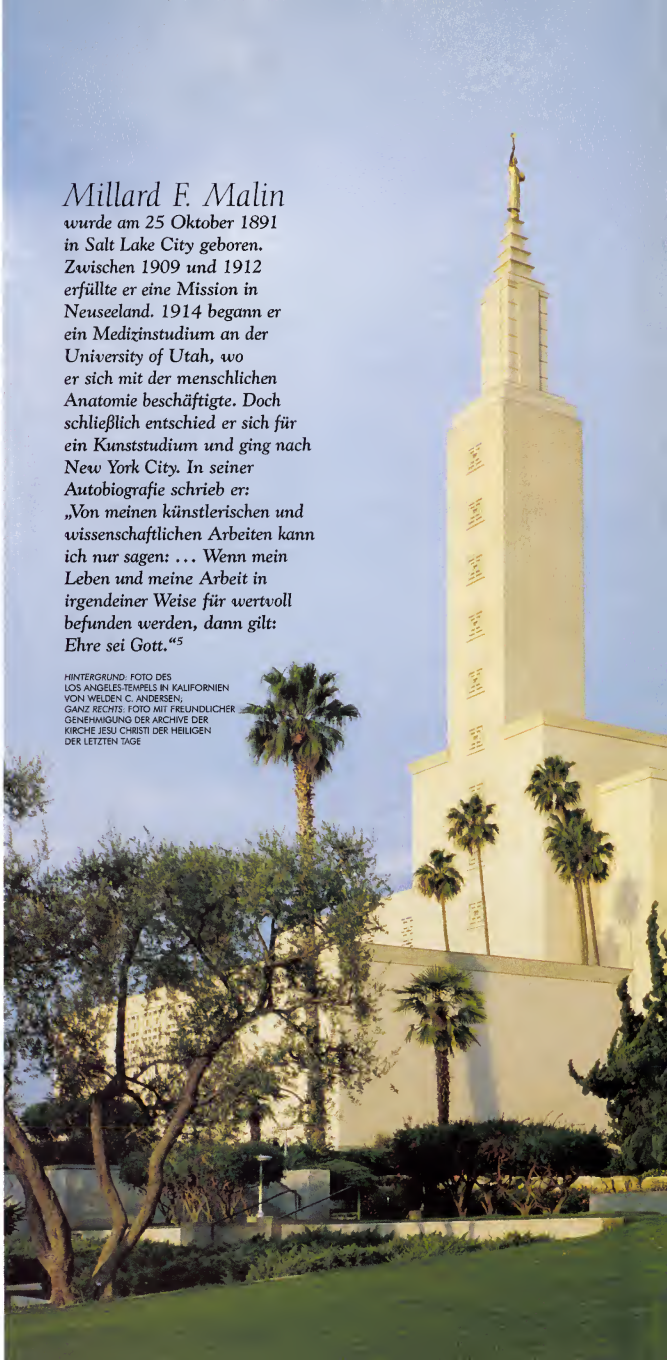 Millard F. Malin
wurde am 25 Oktober 1891
in Salt Lake City geboren.
Zwischen 1909 und 1912
erfüllte er eine Mission in
Neuseeland. 1914 begann er
ein Medizinstudium an der
University of Utah, wo
er sich mit der menschlichen
Anatomie beschäftigte. Doch
schließlich entschied er sich für
ein Kunststudium und ging nach
New York City. In seiner
Autobiografie schrieb er:
„Von meinen künstlerischen und
wissenschaftlichen Arbeiten kann
ich nur sagen: ... Wenn mein
Leben und meine Arbeit in
irgendeiner Weise für wertvoll
befunden werden, dann gilt:
Ehre sei Gott.“⁵
HINTERGRUND: FOTO DES
LOS ANGELES-TEMPELS IN KALIFORNIEN
VON WELDEN C. ANDERSEN;
GANZ RECHTS: FOTO MIT FREUNDLICHER
GENEHMIGUNG DER ARCHIVE DER
KIRCHE JESU CHRISTI DER HEILIGEN
DER LETZTEN TAGE